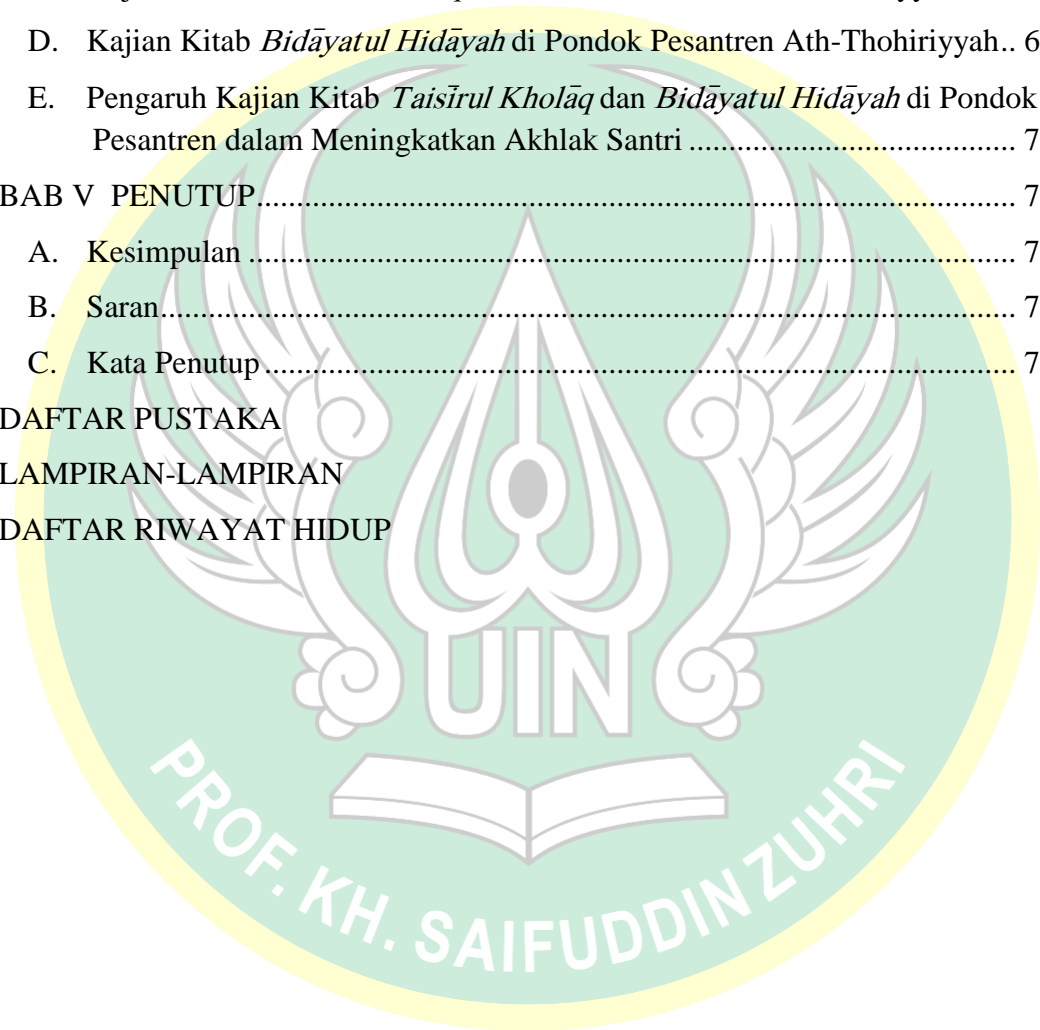 D. Kajian Kitab Bidāyatul Hidāyah di Pondok Pesantren Ath-Thohiriyyah.. 6
E. Pengaruh Kajian Kitab Taisīrul Kholāq dan Bidāyatul Hidāyah di Pondok
Pesantren dalam Meningkatkan Akhlak Santri ..................................... 7
BAB V PENUTUP........................................................................................... 7
A. Kesimpulan ............................................................................................ 7
B. Saran....................................................................................................... 7
C. Kata Penutup .......................................................................................... 7
DAFTAR PUSTAKA
LAMPIRAN-LAMPIRAN
DAFTAR RIWAYAT HIDUP
UIN
PROF. KH. SAIFUDDIN ZUHRI